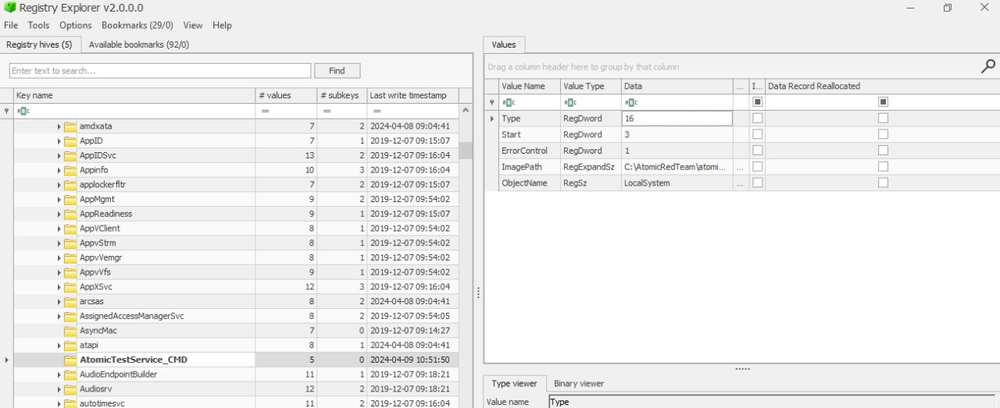 Registry Explorer v2.0.0.0
File Tools Options Bookmarks (29/0) View Help
Registry hives (5) Available bookmarks (92/0)
Enter text to search... Find
Key name # values # subkeys Last write timestamp
= = =
amdxata 7 2 2024-04-08 09:04:41
AppID 7 1 2019-12-07 09:15:07
AppIDSvc 13 2 2019-12-07 09:16:04
Appinfo 10 3 2019-12-07 09:16:04
applockerfltr 7 2 2019-12-07 09:15:07
AppMgmt 9 2 2019-12-07 09:54:02
AppReadiness 9 1 2019-12-07 09:15:07
AppVClient 8 1 2019-12-07 09:54:02
AppvStrm 8 1 2019-12-07 09:54:02
AppvVemgr 8 1 2019-12-07 09:54:02
AppvVfs 9 1 2019-12-07 09:54:02
AppXSvc 12 3 2019-12-07 09:16:04
arcsas 8 2 2024-04-08 09:04:41
AssignedAccessManagerSvc 8 2 2019-12-07 09:54:05
AsyncMac 7 0 2019-12-07 09:14:27
atapi 8 1 2024-04-08 09:04:41
AtomicTestService_CMD 5 0 2024-04-09 10:51:50
AudioEndpointBuilder 11 1 2019-12-07 09:18:21
Audiosrv 12 2 2019-12-07 09:18:21
autotimesvc 11 2 2019-12-07 09:16:04
Values
Drag a column header here to group by that column
Value Name Value Type Data ... I... Data Record Reallocated
Type RegDword 16
Start RegDword 3
ErrorControl RegDword 1
ImagePath RegExpandSz C:\AtomicRedTeam\atomi... ...
ObjectName RegSz LocalSystem ...
Type viewer Binary viewer
Value name Type